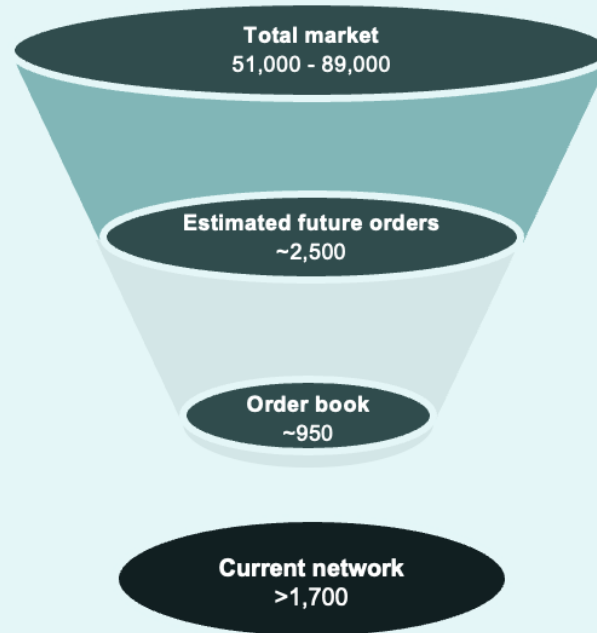 Total market
51,000 - 89,000
Estimated future orders
~2,500
Order book
~950
Current network
>1,700